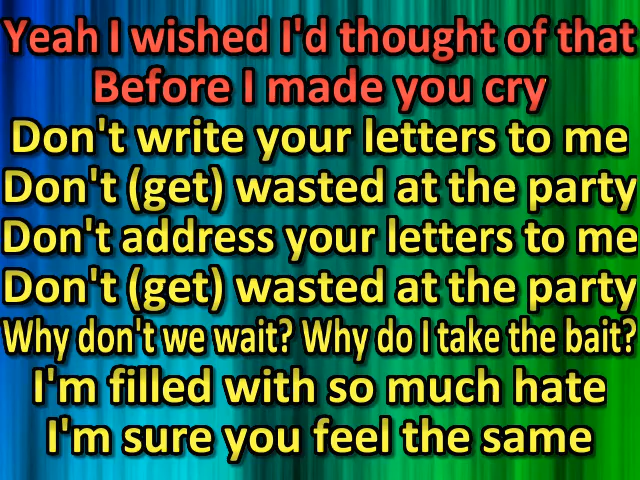 Yeah I wished I'd thought of that
Before I made you cry
Don't write your letters to me
Don't (get) wasted at the party
Don't address your letters to me
Don't (get) wasted at the party
Why don't we wait? Why do I take the bait?
I'm filled with so much hate
I'm sure you feel the same